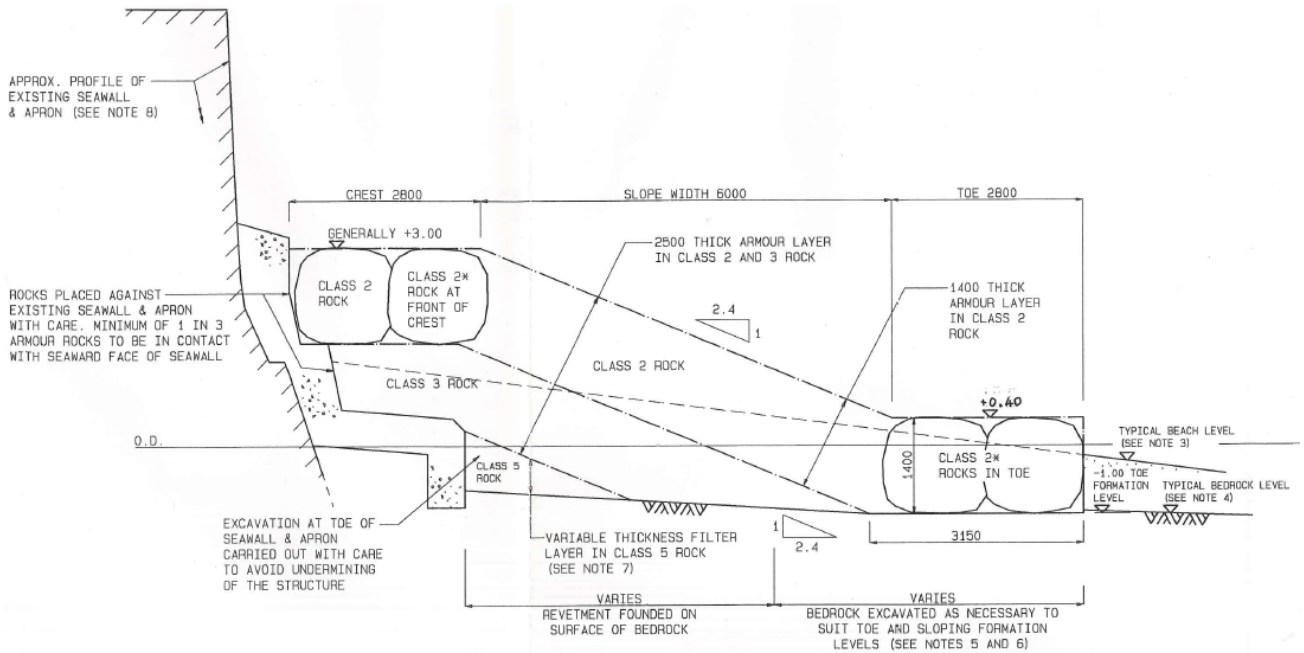 APPROX. PROFILE OF
EXISTING SEAWALL
& APRON (SEE NOTE 8)
CREST 2800
SLOPE WIDTH 6000
TOE 2800
GENERALLY +3.00
2500 THICK ARMOUR LAYER
IN CLASS 2 AND 3 ROCK
CLASS 2
ROCK
CLASS 2*
ROCK AT
FRONT OF
CREST
1400 THICK
ARMOUR LAYER
IN CLASS 2
ROCK
ROCKS PLACED AGAINST
EXISTING SEAWALL & APRON
WITH CARE. MINIMUM OF 1 IN 3
ARMOUR ROCKS TO BE IN CONTACT
WITH SEAWARD FACE OF SEAWALL
2.4
1
CLASS 2 ROCK
CLASS 3 ROCK
+0.40
O.D.
TYPICAL BEACH LEVEL
(SEE NOTE 3)
CLASS 5
ROCK
1400
CLASS 2*
ROCKS IN TOE
-1.00 TOE
FORMATION
LEVEL
TYPICAL BEDROCK LEVEL
(SEE NOTE 4)
EXCAVATION AT TOE OF
SEAWALL & APRON
CARRIED OUT WITH CARE
TO AVOID UNDERMINING
OF THE STRUCTURE
VARIABLE THICKNESS FILTER
LAYER IN CLASS 5 ROCK
(SEE NOTE 7)
1
2.4
3150
VARIES
REVETMENT FOUNDED ON
SURFACE OF BEDROCK
VARIES
BEDROCK EXCAVATED AS NECESSARY TO
SUIT TOE AND SLOPING FORMATION
LEVELS (SEE NOTES 5 AND 6)